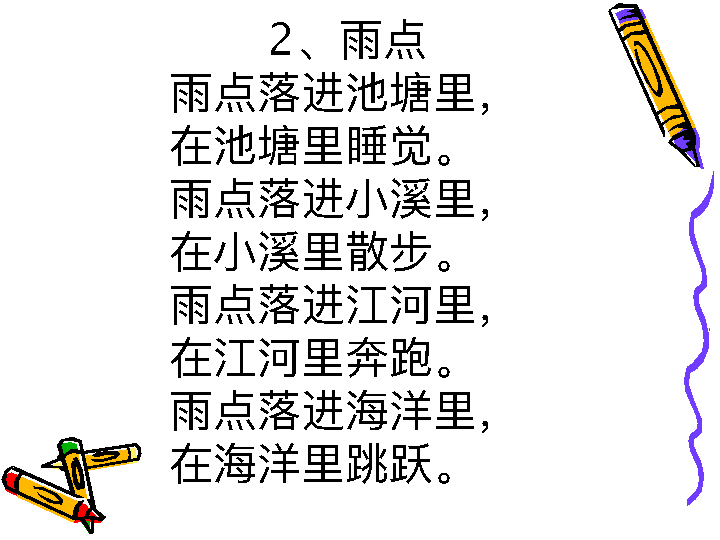 2、雨点
雨点落进池塘里，
在池塘里睡觉。
雨点落进小溪里，
在小溪里散步。
雨点落进江河里，
在江河里奔跑。
雨点落进海洋里，
在海洋里跳跃。